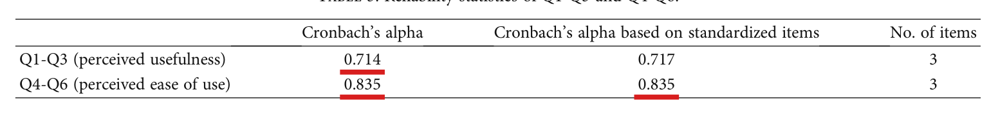 Cronbach's alpha Cronbach's alpha based on standardized items No. of items
Q1-Q3 (perceived usefulness) 0.714 0.717 3
Q4-Q6 (perceived ease of use) 0.835 0.835 3